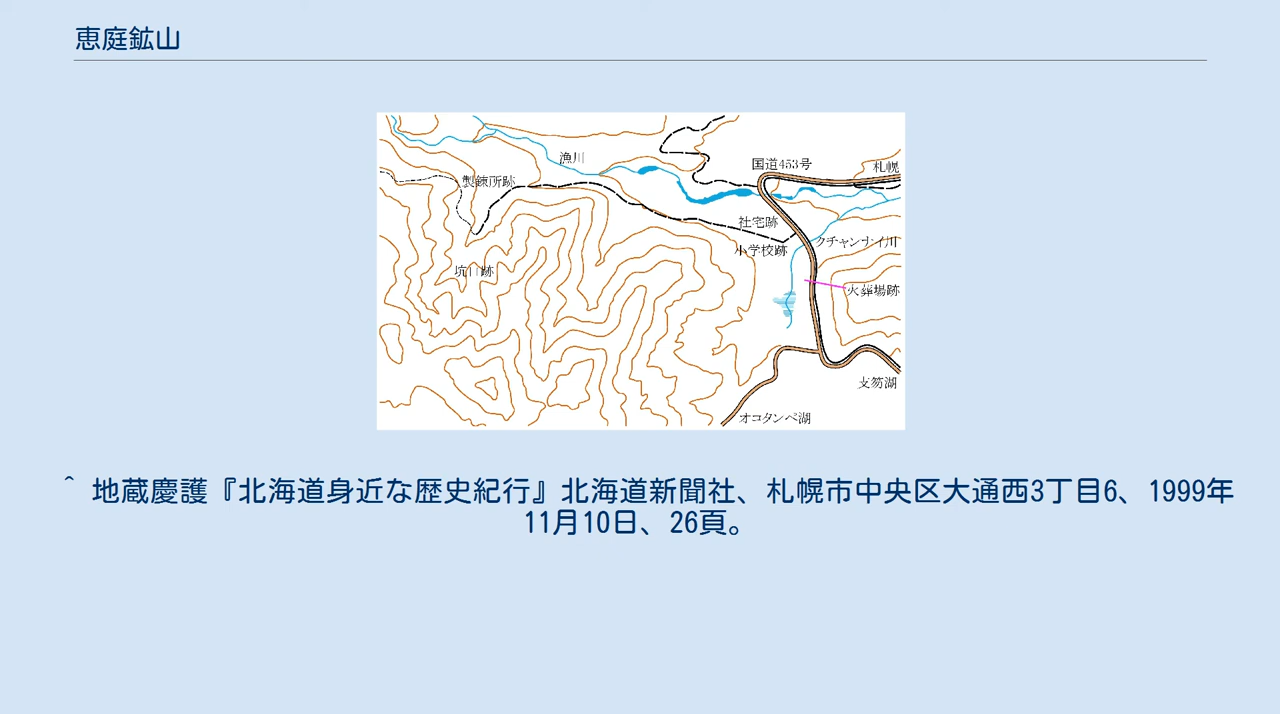 恵庭鉱山
漁川
国道453号
札幌
製錬所跡
社宅跡
小学校跡
クチャンナイ川
坑口跡
火葬場跡
支笏湖
オコタンペ湖
^ 地蔵慶護『北海道身近な歴史紀行』北海道新聞社、札幌市中央区大通西3丁目6、1999年
11月10日、26頁。